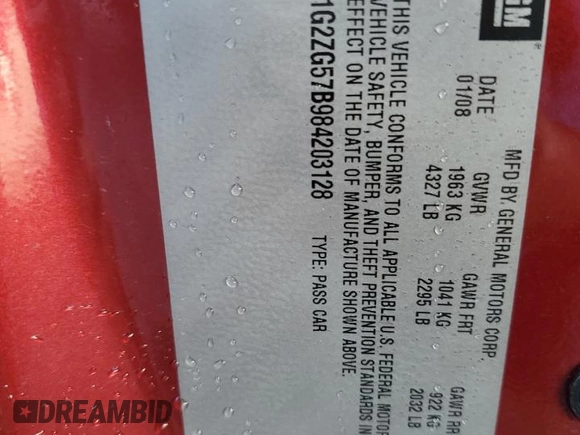 GM
®
MFD BY. GENERAL MOTORS CORP.
DATE GVWR GAWR FRT GAWR RR
01/08 1963 KG 1041 KG 922 KG
4327 LB 2295 LB 2032 LB
THIS VEHICLE CONFORMS TO ALL APPLICABLE U.S. FEDERAL MOTOR
VEHICLE SAFETY, BUMPER, AND THEFT PREVENTION STANDARDS IN
EFFECT ON THE DATE OF MANUFACTURE SHOWN ABOVE.
1G2ZG57B984203128 TYPE: PASS CAR
DREAMBID